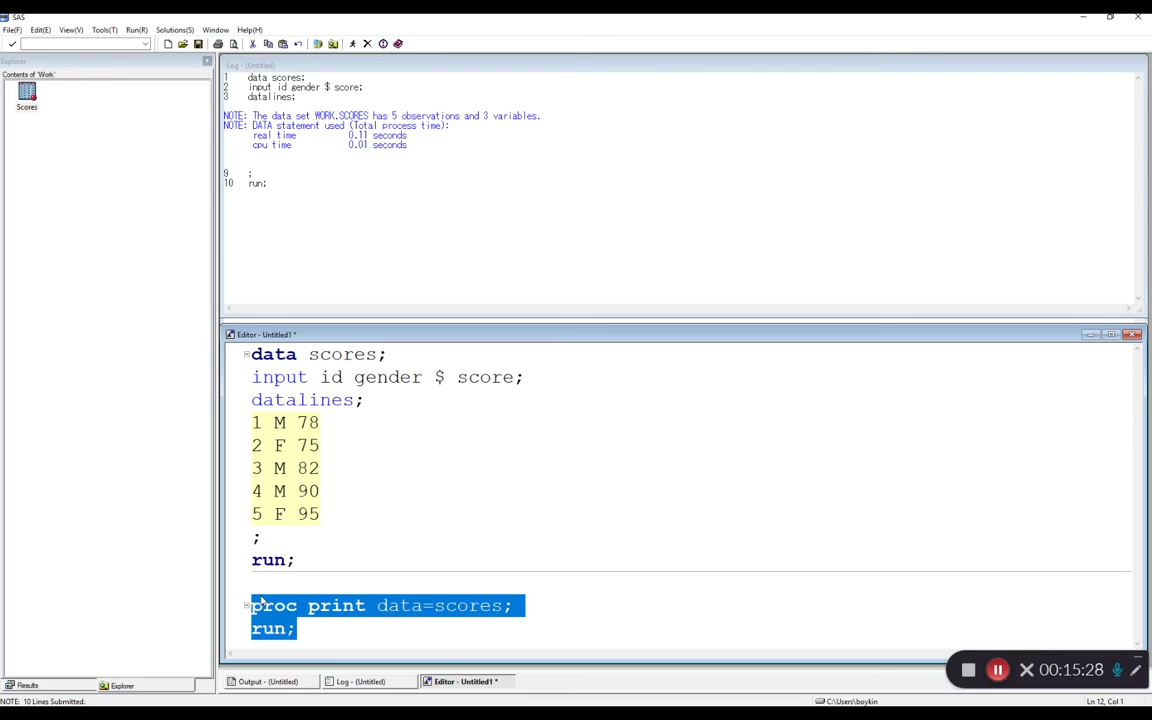 SAS
File(F) Edit(E) View(V) Tools(T) Run(R) Solutions(S) Window Help(H)
Explorer
Contents of 'Work'
Scores
Log - (Untitled)
1 data scores;
2 input id gender $ score;
3 datalines;
NOTE: The data set WORK.SCORES has 5 observations and 3 variables.
NOTE: DATA statement used (Total process time):
real time 0.11 seconds
cpu time 0.01 seconds
9 ;
10 run;
Editor - Untitled1 *
data scores;
input id gender $ score;
datalines;
1 M 78
2 F 75
3 M 82
4 M 90
5 F 95
;
run;
proc print data=scores;
run;
00:15:28
Results Explorer Output - (Untitled) Log - (Untitled) Editor - Untitled1 *
NOTE: 10 Lines Submitted. C:\Users\boykin Ln 12, Col 1